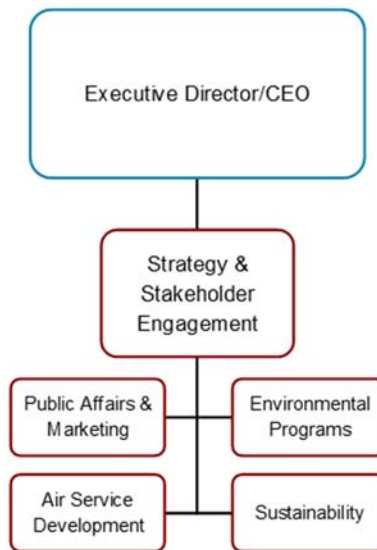 Executive Director/CEO
Strategy &
Stakeholder
Engagement
Public Affairs &
Marketing
Environmental
Programs
Air Service
Development
Sustainability